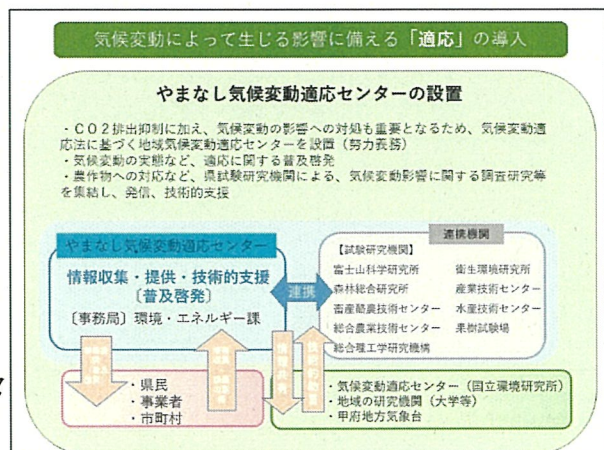 気候変動によって生じる影響に備える「適応」の導入
やまなし気候変動適応センターの設置
・CO2排出抑制に加え、気候変動の影響への対処も重要となるため、気候変動適
応法に基づく地域気候変動適応センターを設置（努力義務）
・気候変動の実態など、適応に関する普及啓発
・農作物への対応など、県試験研究機関による、気候変動影響に関する調査研究等
を集結し、発信、技術的支援
やまなし気候変動適応センター
情報収集・提供・技術的支援
〔普及啓発〕
〔事務局〕環境・エネルギー課
連携
連携機関
【試験研究機関】
富士山科学研究所 衛生環境研究所
森林総合研究所 産業技術センター
畜産酪農技術センター 水産技術センター
総合農業技術センター 果樹試験場
総合理工学研究機構
情報共有
技術的助言
・県民
・事業者
・市町村
・気候変動適応センター（国立環境研究所）
・地域の研究機関（大学等）
・甲府地方気象台